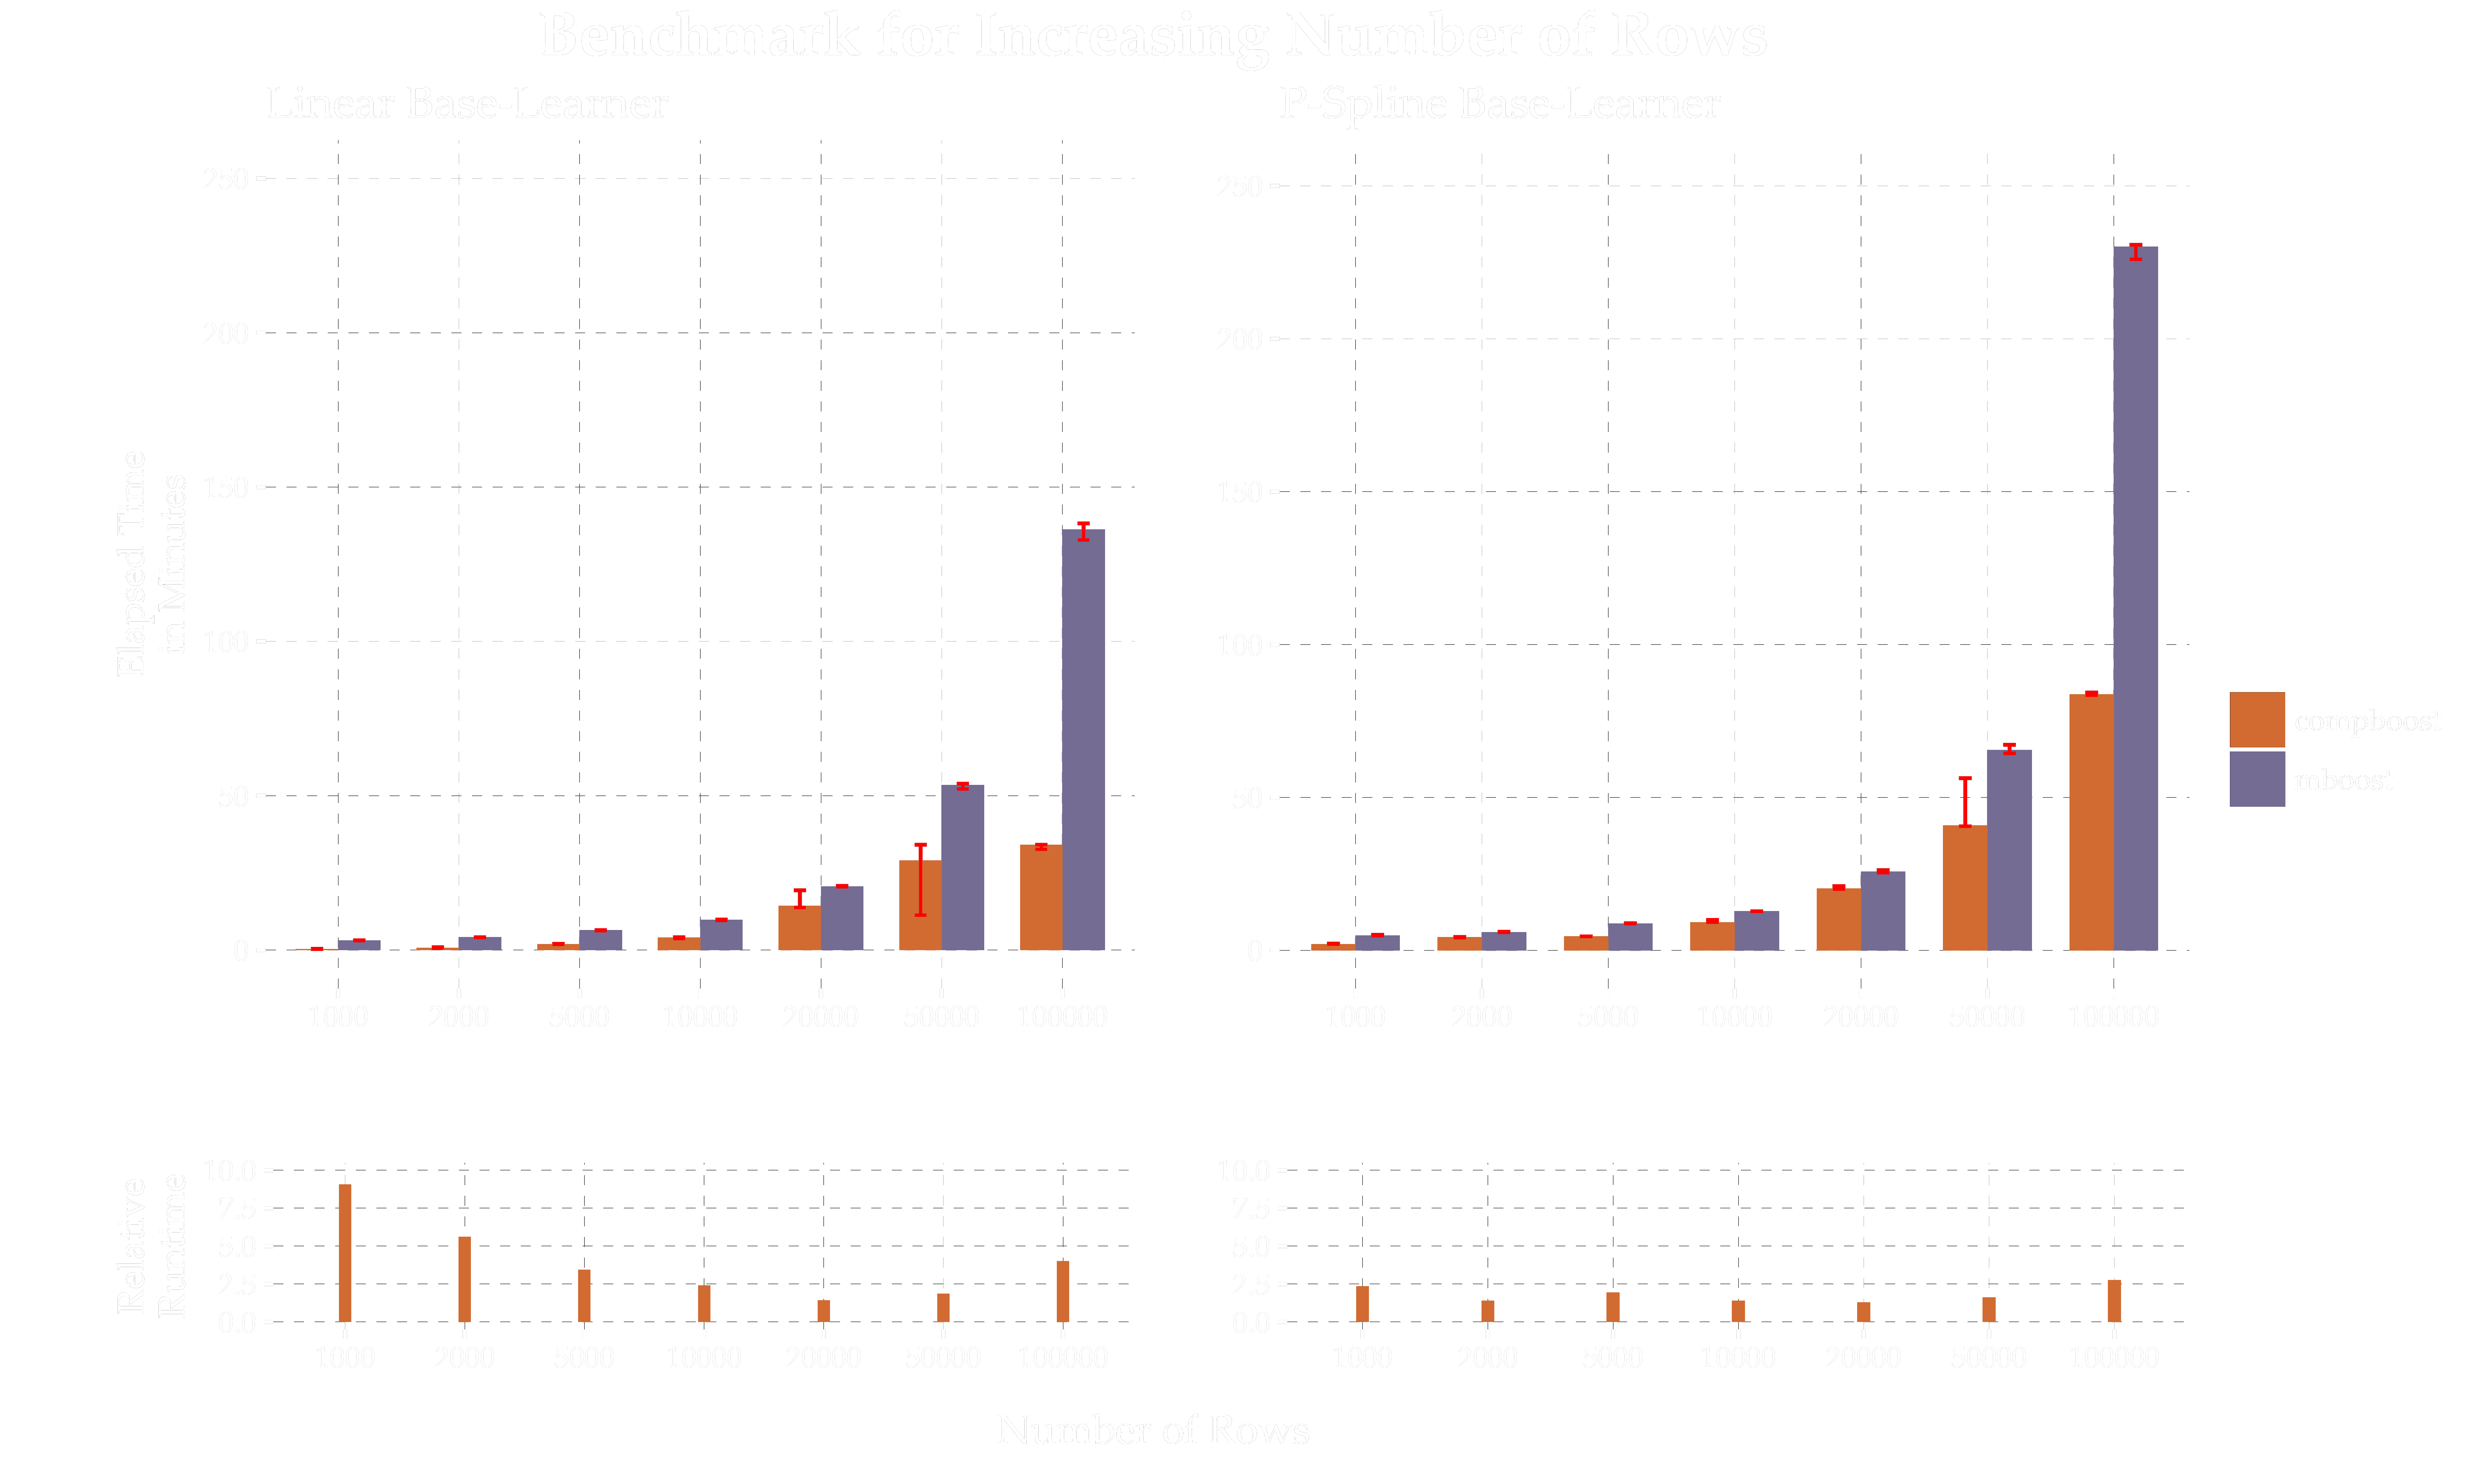 Benchmark for Increasing Number of Rows
Linear Base-Learner
P-Spline Base-Learner
Elapsed Time
in Minutes
250
200
150
100
50
0
1000 2000 5000 10000 20000 50000 100000
250
200
150
100
50
0
1000 2000 5000 10000 20000 50000 100000
compboost
mboost
Relative
Runtime
10.0
7.5
5.0
2.5
0.0
1000 2000 5000 10000 20000 50000 100000
10.0
7.5
5.0
2.5
0.0
1000 2000 5000 10000 20000 50000 100000
Number of Rows